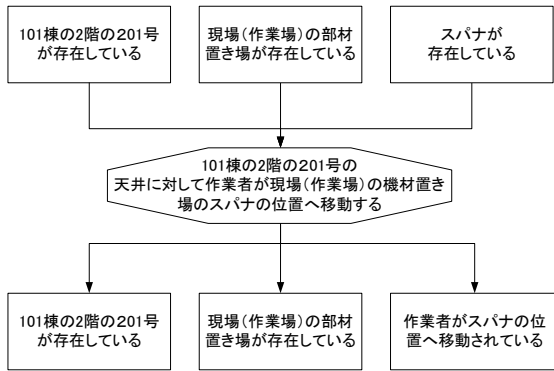 101棟の2階の201号
が存在している
現場(作業場)の部材
置き場が存在している
スパナが
存在している
101棟の2階の201号の
天井に対して作業者が現場(作業場)の機材置き
場のスパナの位置へ移動する
101棟の2階の201号
が存在している
現場(作業場)の部材
置き場が存在している
作業者がスパナの位
置へ移動されている